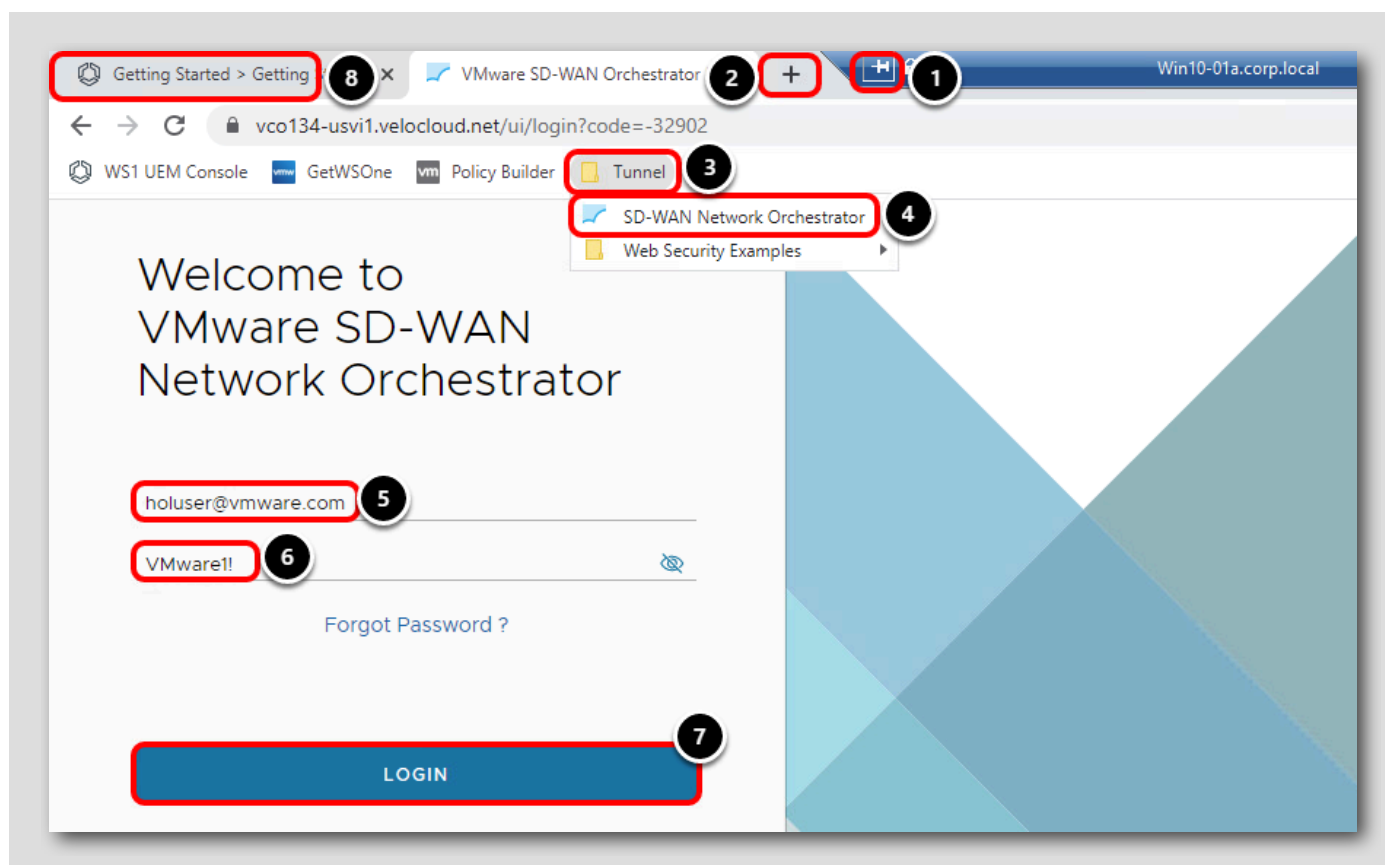 Getting Started > Getting 8 × VMware SD-WAN Orchestrator 2 + 1 Win10-01a.corp.local
vco134-usvi1.velocloud.net/ui/login?code=-32902
WS1 UEM Console vmw GetWSOne vm Policy Builder Tunnel 3
SD-WAN Network Orchestrator 4
Web Security Examples
Welcome to
VMware SD-WAN
Network Orchestrator
holuser@vmware.com 5
VMware1! 6
Forgot Password ?
7
LOGIN